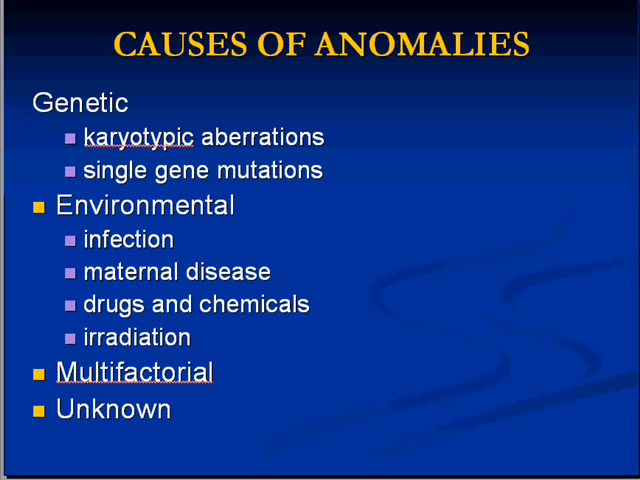 CAUSES OF ANOMALIES
Genetic
karyotypic aberrations
single gene mutations
Environmental
infection
maternal disease
drugs and chemicals
irradiation
Multifactorial
Unknown